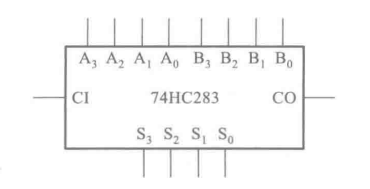 A₃ A₂ A₁ A₀ B₃ B₂ B₁ B₀
CI 74HC283 CO
S₃ S₂ S₁ S₀